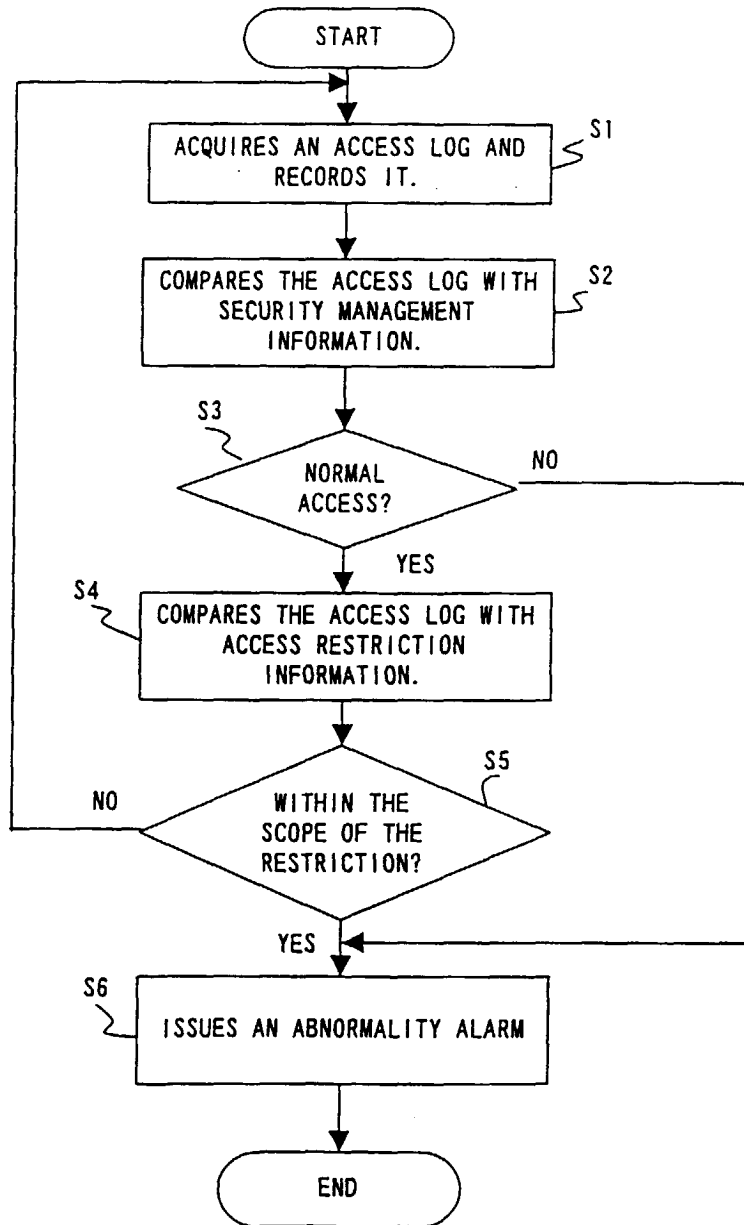 START
ACQUIRES AN ACCESS LOG AND
RECORDS IT.
S1
COMPARES THE ACCESS LOG WITH
SECURITY MANAGEMENT
INFORMATION.
S2
S3
NORMAL
ACCESS?
NO
YES
S4
COMPARES THE ACCESS LOG WITH
ACCESS RESTRICTION
INFORMATION.
S5
NO
WITHIN THE
SCOPE OF THE
RESTRICTION?
YES
S6
ISSUES AN ABNORMALITY ALARM
END